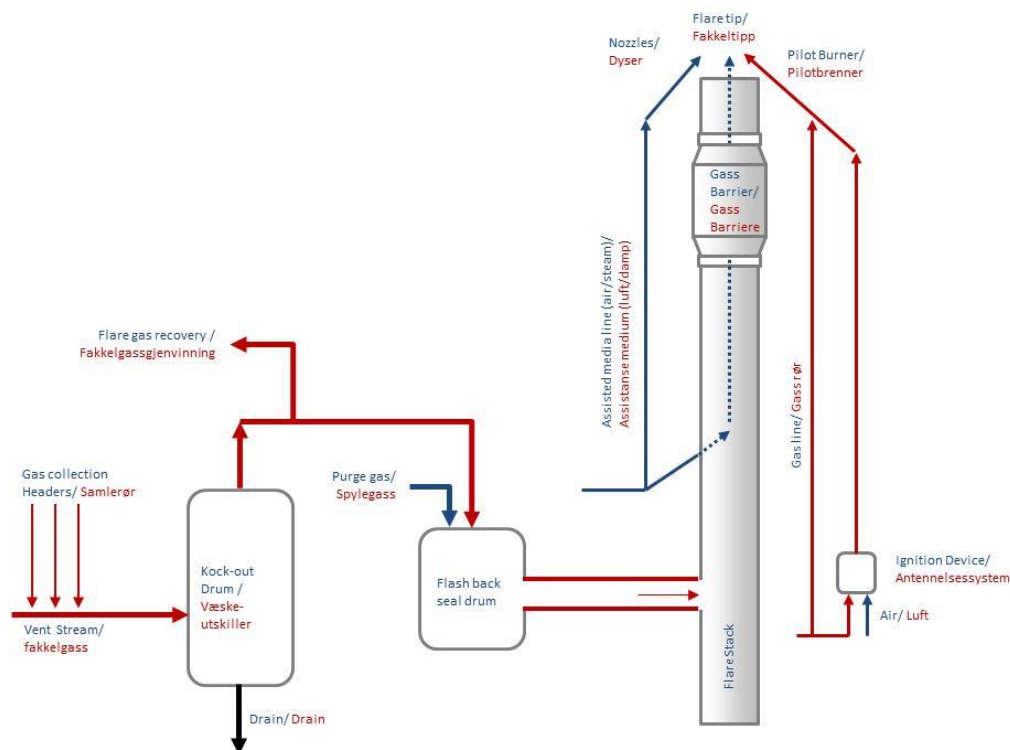 Flare tip/
Fakkeltipp
Nozzles/
Dyser
Pilot Burner/
Pilotbrenner
Gass
Barrier/
Gass
Barriere
Assisted media line (air/steam)/
Assistanse medium (luft/damp)
Gas line/ Gass rør
Flare gas recovery /
Fakkelgassgjenvinning
Gas collection
Headers/ Samlerør
Purge gas/
Spylegass
Kock-out
Drum /
Væske-
utskiller
Flash back
seal drum
Ignition Device/
Antennelsessystem
Air/ Luft
Vent Stream/
fakkelgass
Flare Stack
Drain/ Drain